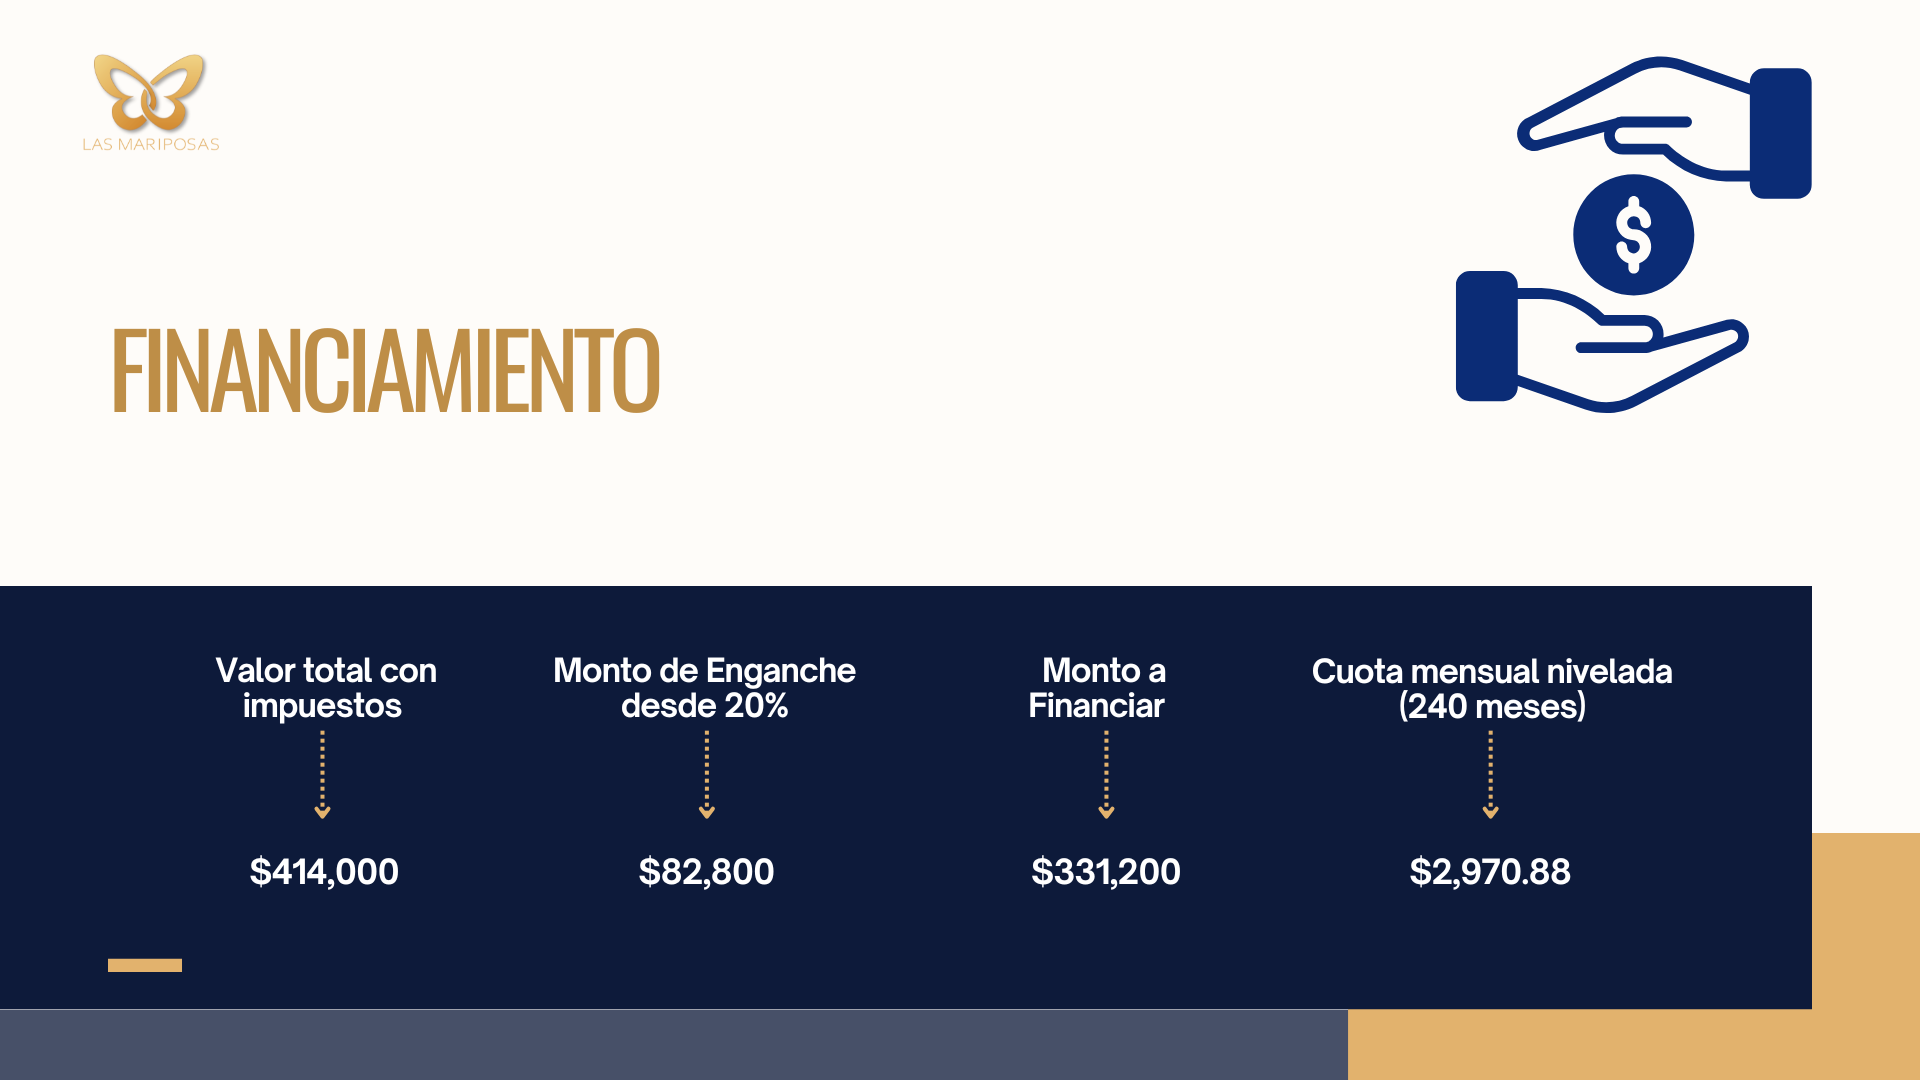 LAS MARIPOSAS
$
FINANCIAMIENTO
Valor total con
impuestos
$414,000
Monto de Enganche
desde 20%
$82,800
Monto a
Financiar
$331,200
Cuota mensual nivelada
(240 meses)
$2,970.88